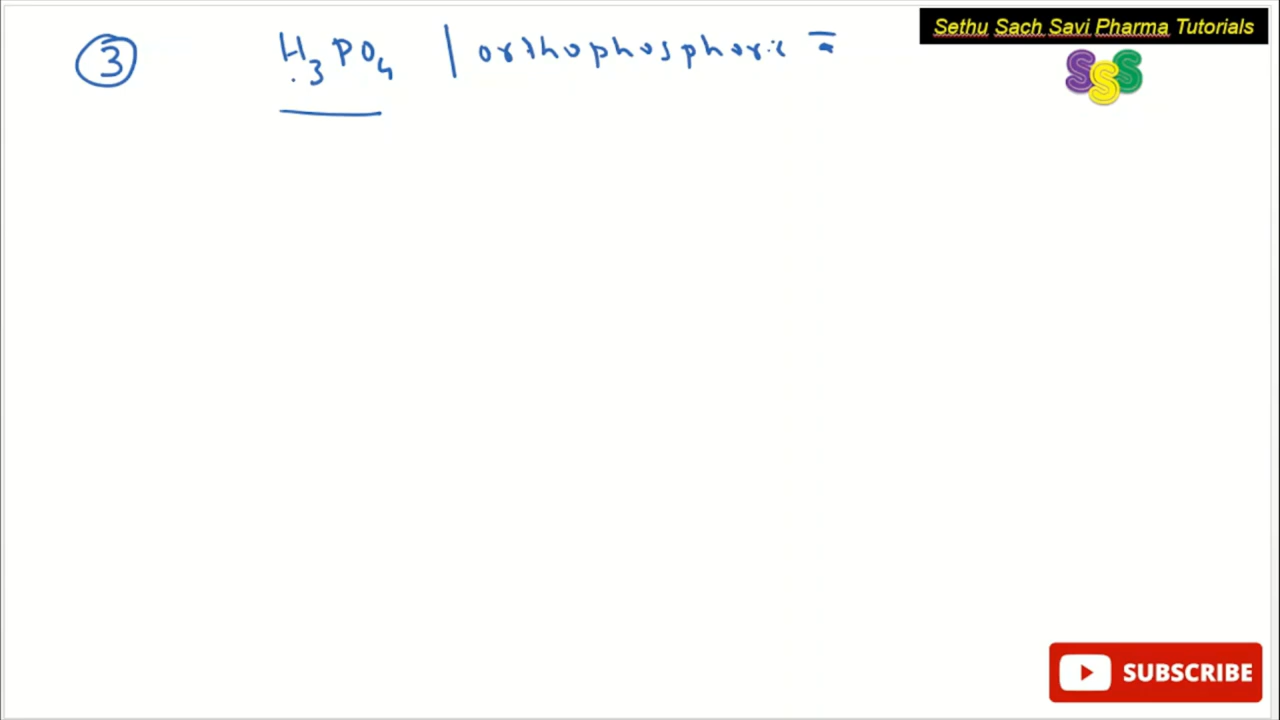 ③ H₃PO₄ | orthophosphoric
Sethu Sach Savi Pharma Tutorials
SSS
SUBSCRIBE